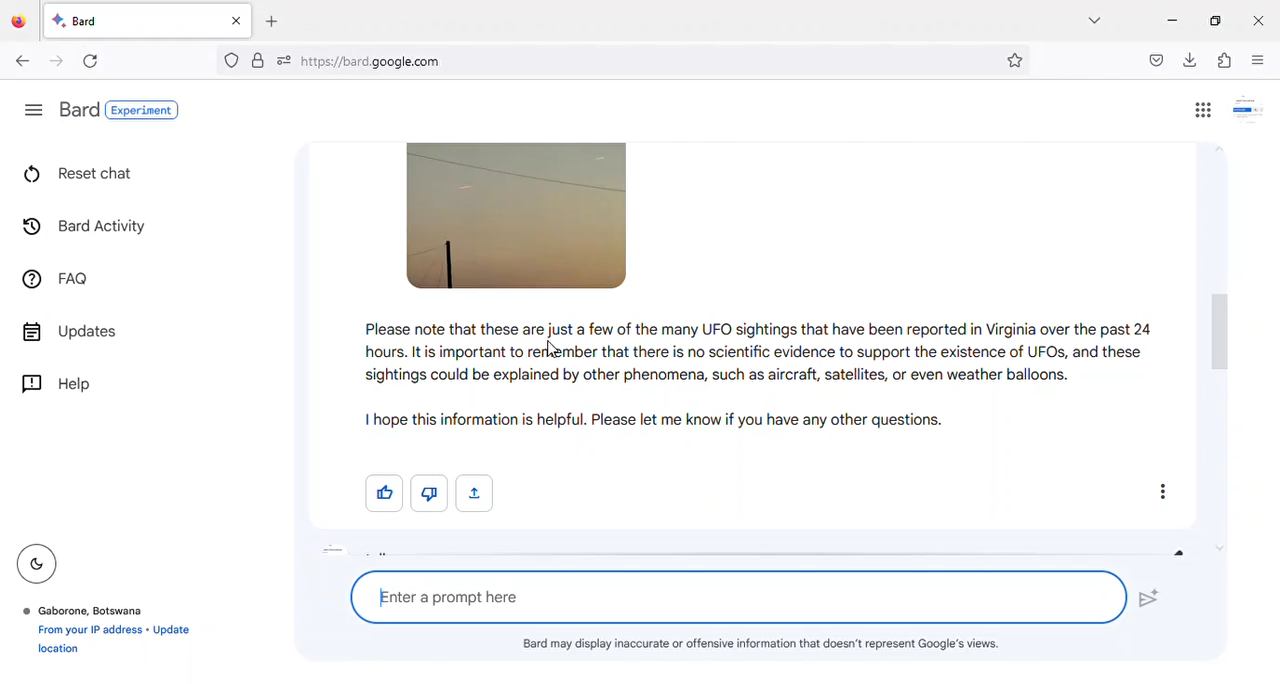 Bard
https://bard.google.com
Bard Experiment
Reset chat
Bard Activity
FAQ
Updates
Help
Please note that these are just a few of the many UFO sightings that have been reported in Virginia over the past 24
hours. It is important to remember that there is no scientific evidence to support the existence of UFOs, and these
sightings could be explained by other phenomena, such as aircraft, satellites, or even weather balloons.
I hope this information is helpful. Please let me know if you have any other questions.
Enter a prompt here
Bard may display inaccurate or offensive information that doesn't represent Google's views.
Gaborone, Botswana
From your IP address • Update
location